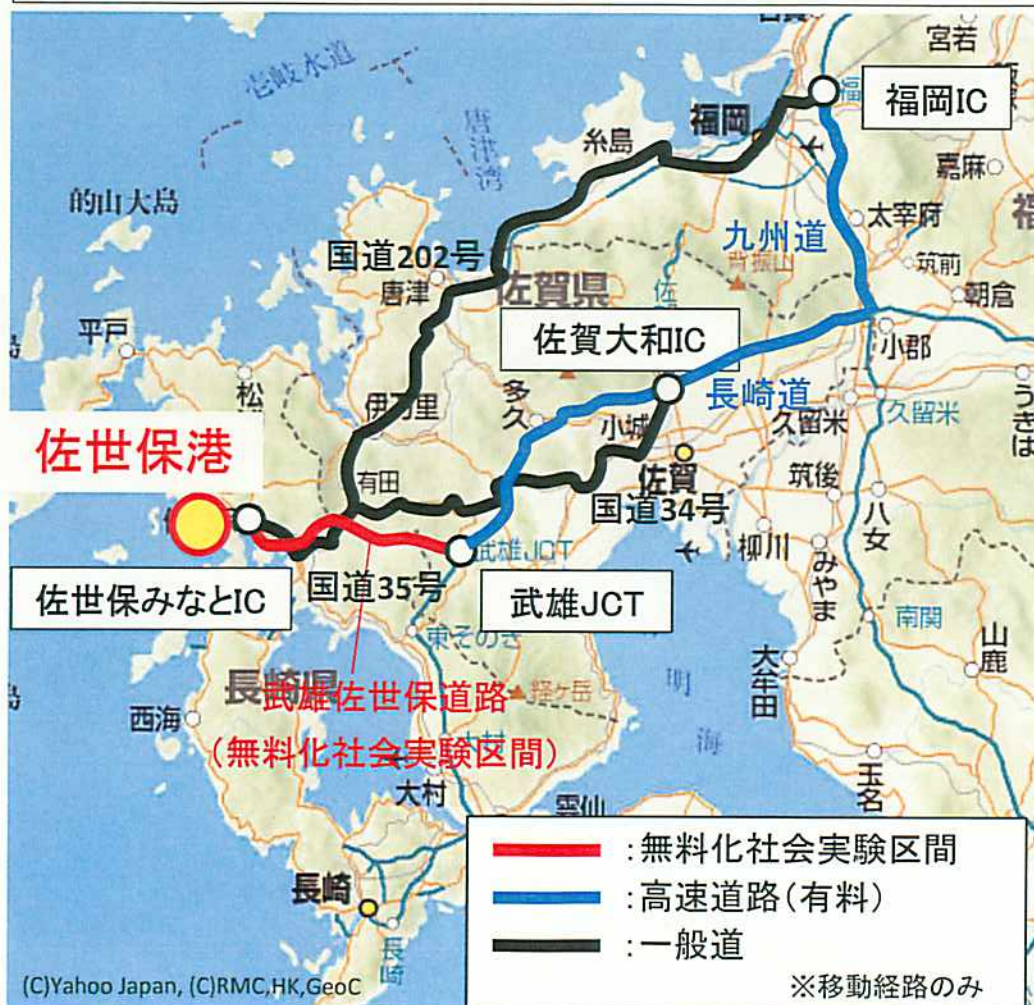 宮若
壱岐水道
福岡IC
福岡
唐津湾
糸島
嘉麻
的山大島
太宰府
九州道
国道202号
背振山
筑前
唐津
佐賀県
朝倉
平戸
佐賀大和IC
小郡
多久
長崎道
伊万里
小城
久留米
久留米
うきは
佐世保港
有田
佐賀
筑後
国道34号
八女
武雄JCT
柳川
佐世保みなとIC
国道35号
武雄JCT
みやま
東そのぎ
南関
山鹿
長崎県
大牟田
武雄佐世保道路
西海
明
(無料化社会実験区間)
大村
海
大村
玉名
雲仙
:無料化社会実験区間
:高速道路(有料)
長崎
:一般道
長崎
(C)Yahoo Japan, (C)RMC,HK,GeoC
※移動経路のみ